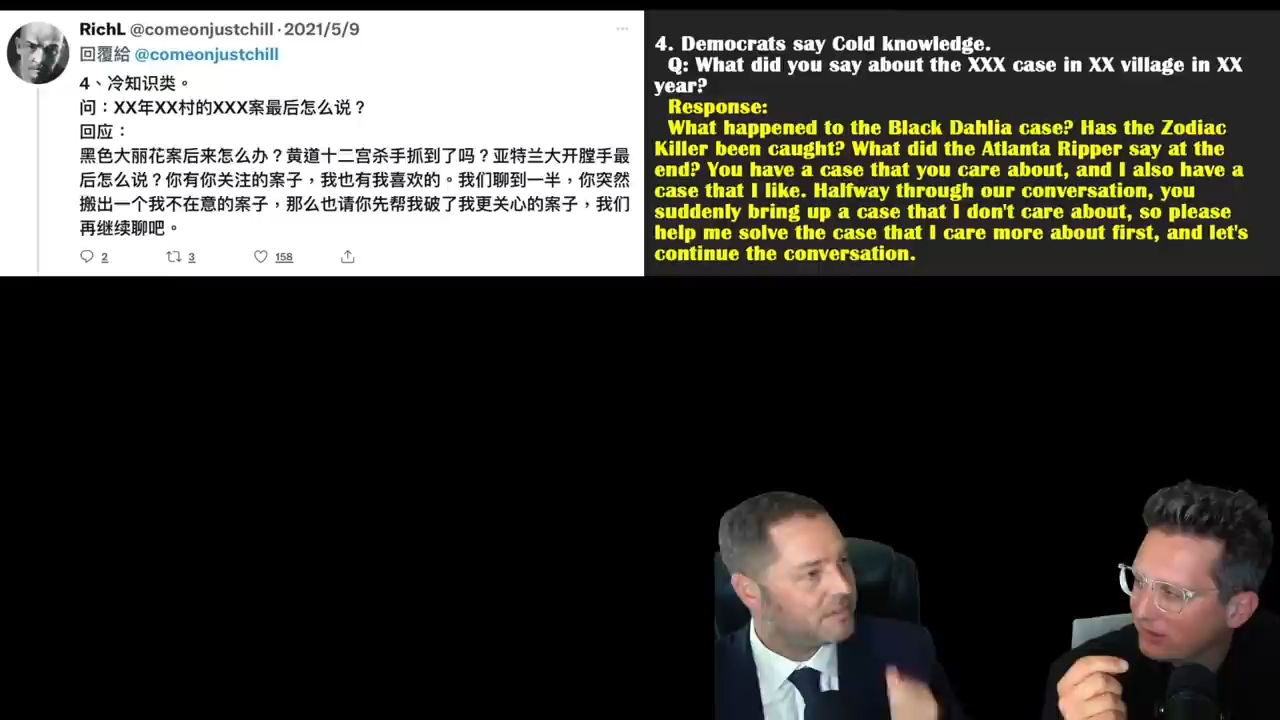 RichL @comeonjustchill · 2021/5/9
回覆給 @comeonjustchill
4、冷知识类。
问：XX年XX村的XXX案最后怎么说？
回应：
黑色大丽花案后来怎么办？黄道十二宫杀手抓到了吗？亚特兰大开膛手最
后怎么说？你有你关注的案子，我也有我喜欢的。我们聊到一半，你突然
搬出一个我不在意的案子，那么也请你先帮我破了我更关心的案子，我们
再继续聊吧。
2 3 158
4. Democrats say Cold knowledge.
Q: What did you say about the XXX case in XX village in XX
year?
Response:
What happened to the Black Dahlia case? Has the Zodiac
Killer been caught? What did the Atlanta Ripper say at the
end? You have a case that you care about, and I also have a
case that I like. Halfway through our conversation, you
suddenly bring up a case that I don't care about, so please
help me solve the case that I care more about first, and let's
continue the conversation.